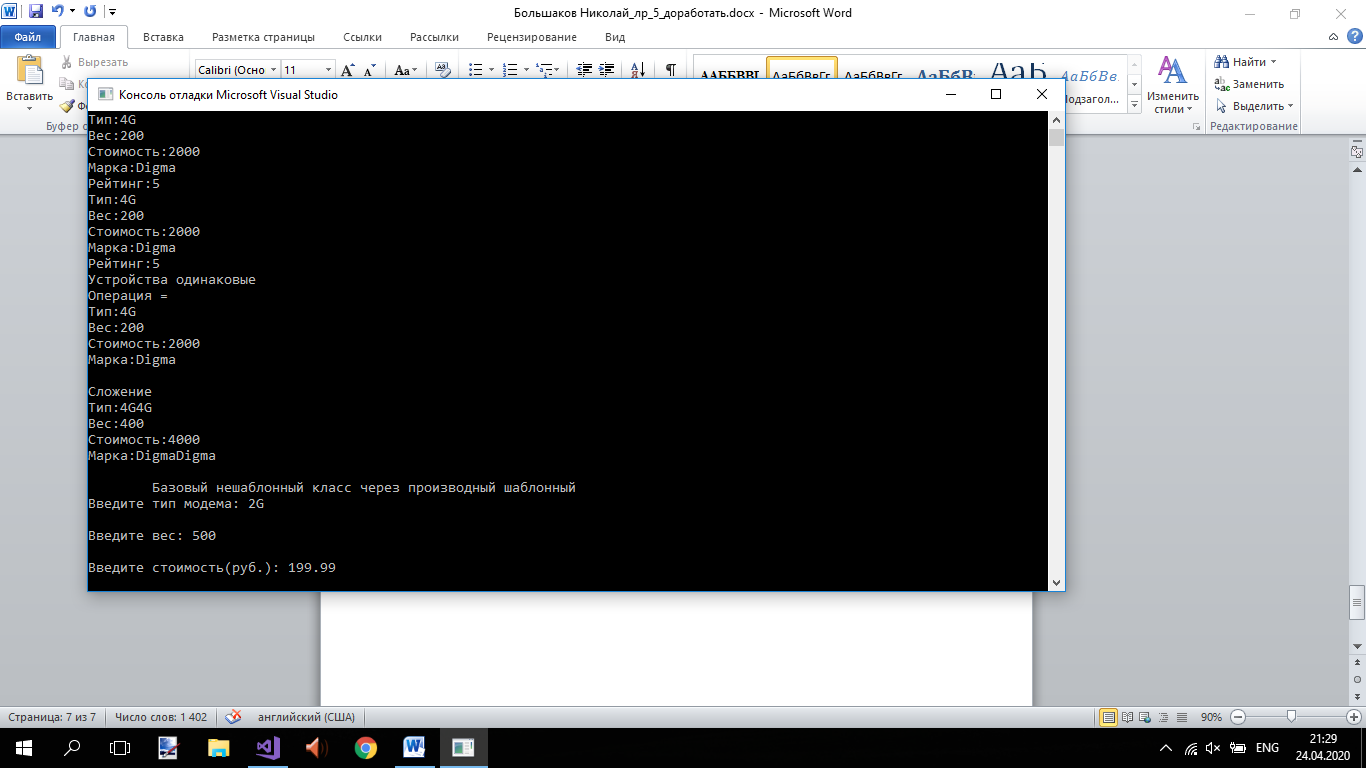 Большаков Николай_лр_5_доработать.docx - Microsoft Word
Файл Главная Вставка Разметка страницы Ссылки Рассылки Рецензирование Вид
Вставить
Вырезать
Calibri (Осно 11
АаБбВвГг АаБбВвГг АаБбВ АаБ АаБбВв
Изменить стили
Найти
Заменить
Выделить
Редактирование
Консоль отладки Microsoft Visual Studio
Тип:4G
Вес:200
Стоимость:2000
Марка:Digma
Рейтинг:5
Тип:4G
Вес:200
Стоимость:2000
Марка:Digma
Рейтинг:5
Устройства одинаковые
Операция =
Тип:4G
Вес:200
Стоимость:2000
Марка:Digma
Сложение
Тип:4G4G
Вес:400
Стоимость:4000
Марка:DigmaDigma
Базовый нешаблонный класс через производный шаблонный
Введите тип модема: 2G
Введите вес: 500
Введите стоимость(руб.): 199.99
Страница: 7 из 7 Число слов: 1 402 английский (США) 90%
ENG
21:29
24.04.2020